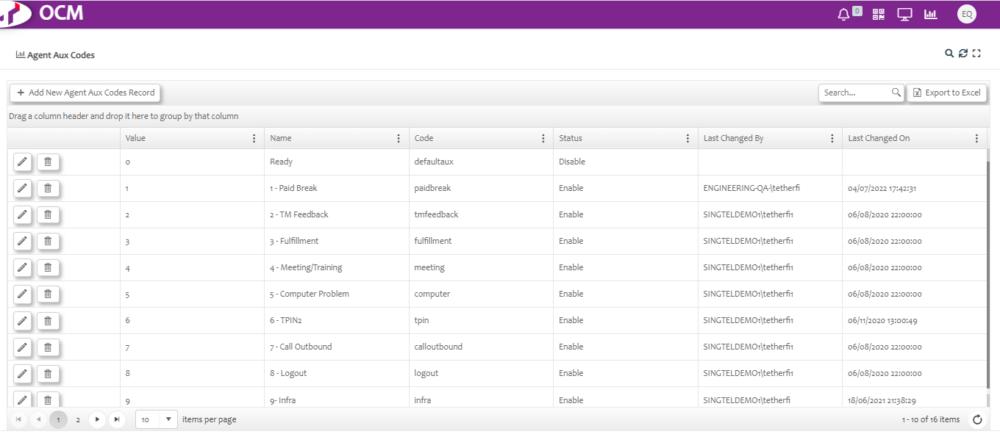 OCM
0
EQ
Agent Aux Codes
+ Add New Agent Aux Codes Record
Search...
Export to Excel
Drag a column header and drop it here to group by that column
Value Name Code Status Last Changed By Last Changed On
0 Ready defaultaux Disable
1 1 - Paid Break paidbreak Enable ENGINEERING-QA-\tetherfi 04/07/2022 17:42:31
2 2 - TM Feedback tmfeedback Enable SINGTELDEMO1\tetherfi1 06/08/2020 22:00:00
3 3 - Fulfillment fulfillment Enable SINGTELDEMO1\tetherfi1 06/08/2020 22:00:00
4 4 - Meeting/Training meeting Enable SINGTELDEMO1\tetherfi1 06/08/2020 22:00:00
5 5 - Computer Problem computer Enable SINGTELDEMO1\tetherfi1 06/08/2020 22:00:00
6 6 - TPIN2 tpin Enable SINGTELDEMO1\tetherfi1 06/11/2020 13:00:49
7 7 - Call Outbound calloutbound Enable SINGTELDEMO1\tetherfi1 06/08/2020 22:00:00
8 8 - Logout logout Enable SINGTELDEMO1\tetherfi1 06/08/2020 22:00:00
9 9- Infra infra Enable SINGTELDEMO1\tetherfi 18/06/2021 21:38:29
1 2 10 items per page 1 - 10 of 16 items